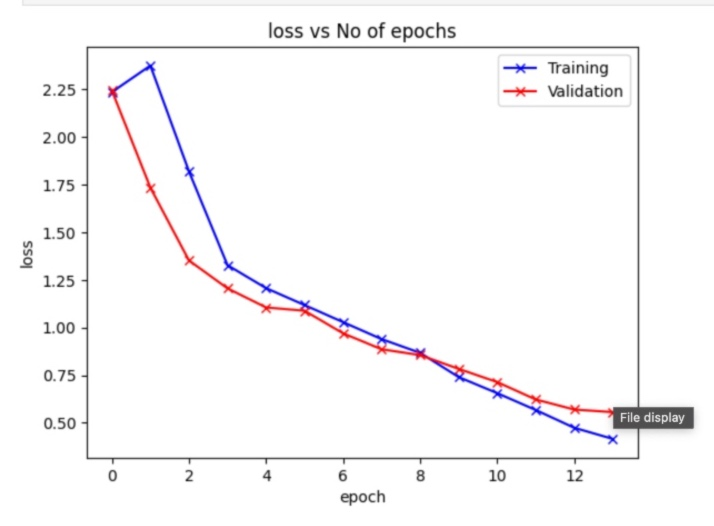 loss vs No of epochs
Training
Validation
2.25
2.00
1.75
1.50
1.25
1.00
0.75
0.50
loss
File display
0 2 4 6 8 10 12
epoch